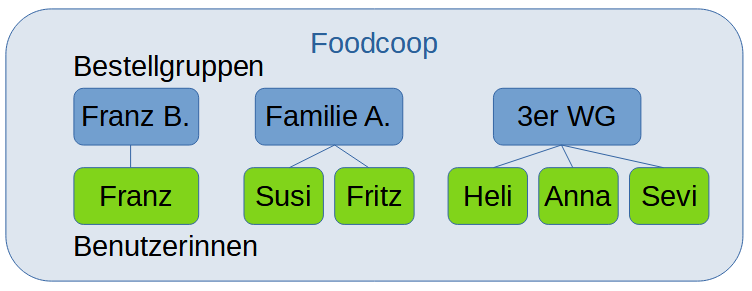 Foodcoop
Bestellgruppen
Franz B.
Familie A.
3er WG
Franz
Susi
Fritz
Heli
Anna
Sevi
Benutzerinnen